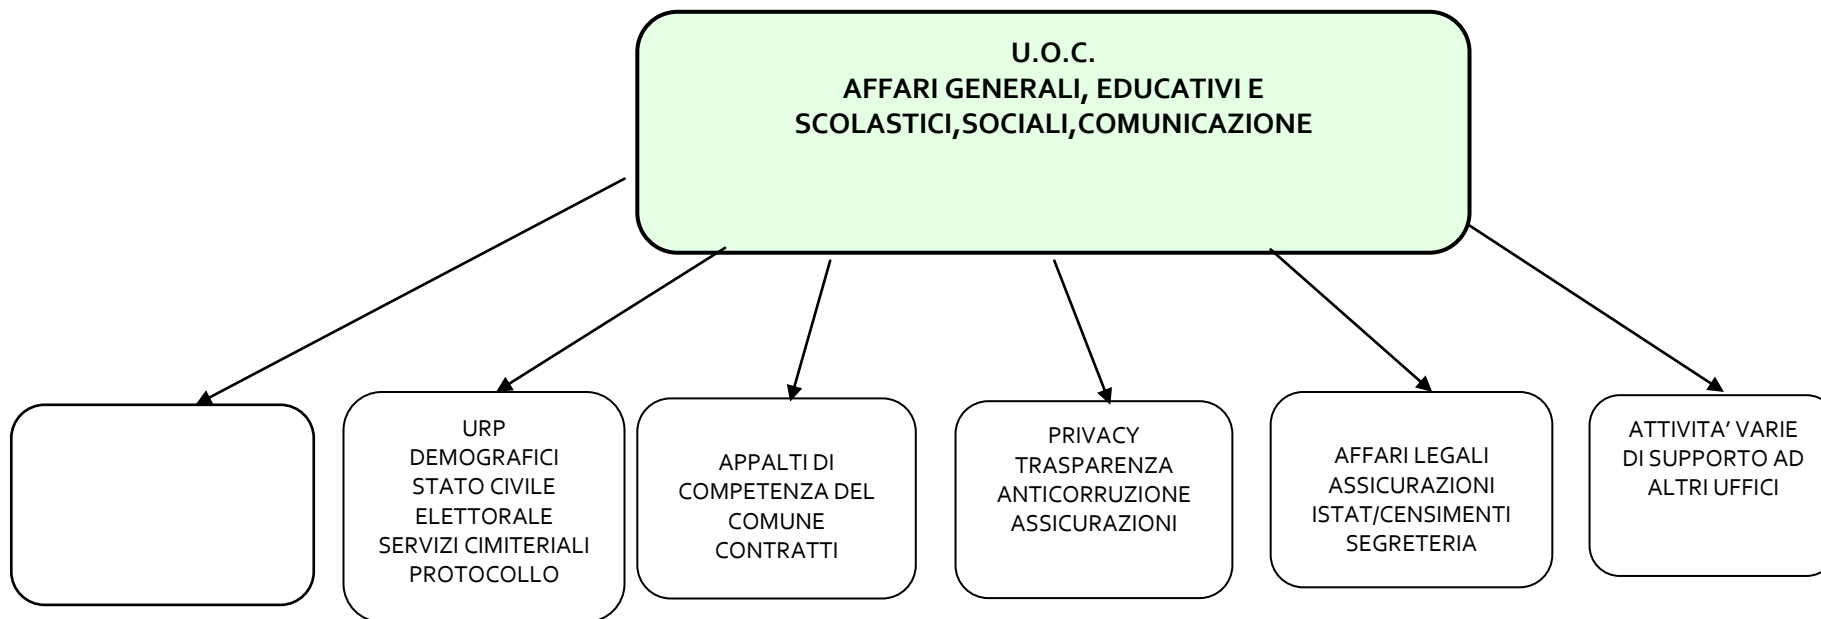 U.O.C.
AFFARI GENERALI, EDUCATIVI E
SCOLASTICI,SOCIALI,COMUNICAZIONE
URP
DEMOGRAFICI
STATO CIVILE
ELETTORALE
SERVIZI CIMITERIALI
PROTOCOLLO
APPALTI DI
COMPETENZA DEL
COMUNE
CONTRATTI
PRIVACY
TRASPARENZA
ANTICORRUZIONE
ASSICURAZIONI
AFFARI LEGALI
ASSICURAZIONI
ISTAT/CENSIMENTI
SEGRETERIA
ATTIVITA’ VARIE
DI SUPPORTO AD
ALTRI UFFICI